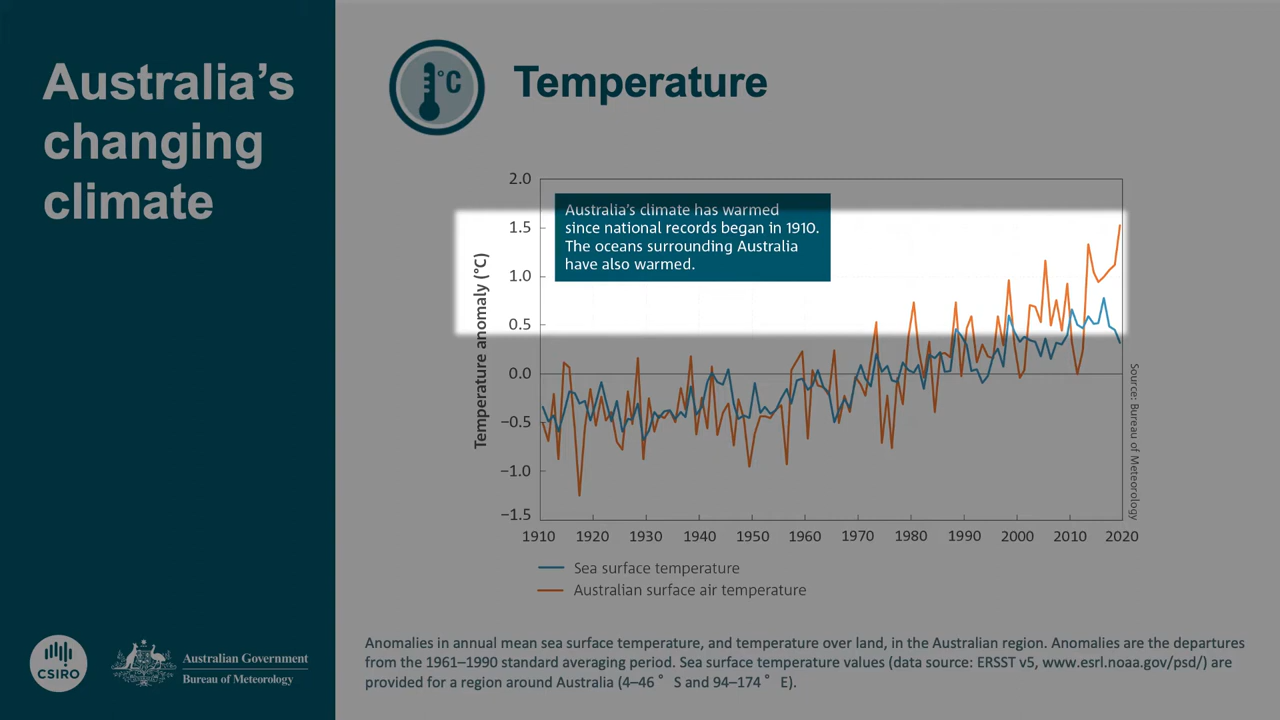 Australia's
changing
climate
°C
Temperature
2.0
1.5
1.0
0.5
0.0
−0.5
−1.0
−1.5
Temperature anomaly (°C)
Australia's climate has warmed
since national records began in 1910.
The oceans surrounding Australia
have also warmed.
1910 1920 1930 1940 1950 1960 1970 1980 1990 2000 2010 2020
Source: Bureau of Meteorology
Sea surface temperature
Australian surface air temperature
Anomalies in annual mean sea surface temperature, and temperature over land, in the Australian region. Anomalies are the departures
from the 1961–1990 standard averaging period. Sea surface temperature values (data source: ERSST v5, www.esrl.noaa.gov/psd/) are
provided for a region around Australia (4–46° S and 94–174° E).
CSIRO
Australian Government
Bureau of Meteorology